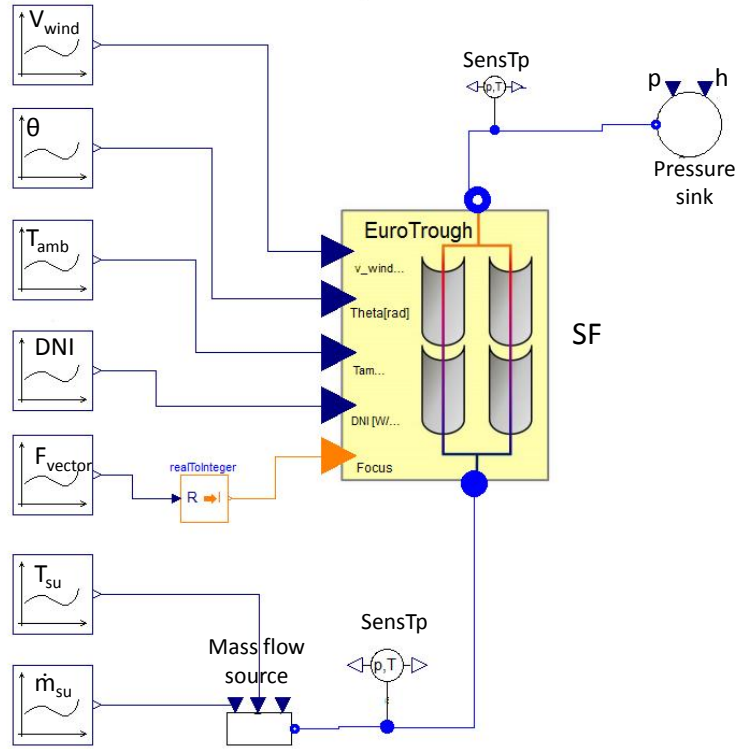 V_wind
SensTp
p,T
p h
Pressure
sink
θ
EuroTrough
v_wind...
T_amb
Theta[rad]
SF
Tam...
DNI
DNI [W/...
F_vector
realToInteger
R I
Focus
T_su
SensTp
Mass flow
source
p,T
ṁ_su